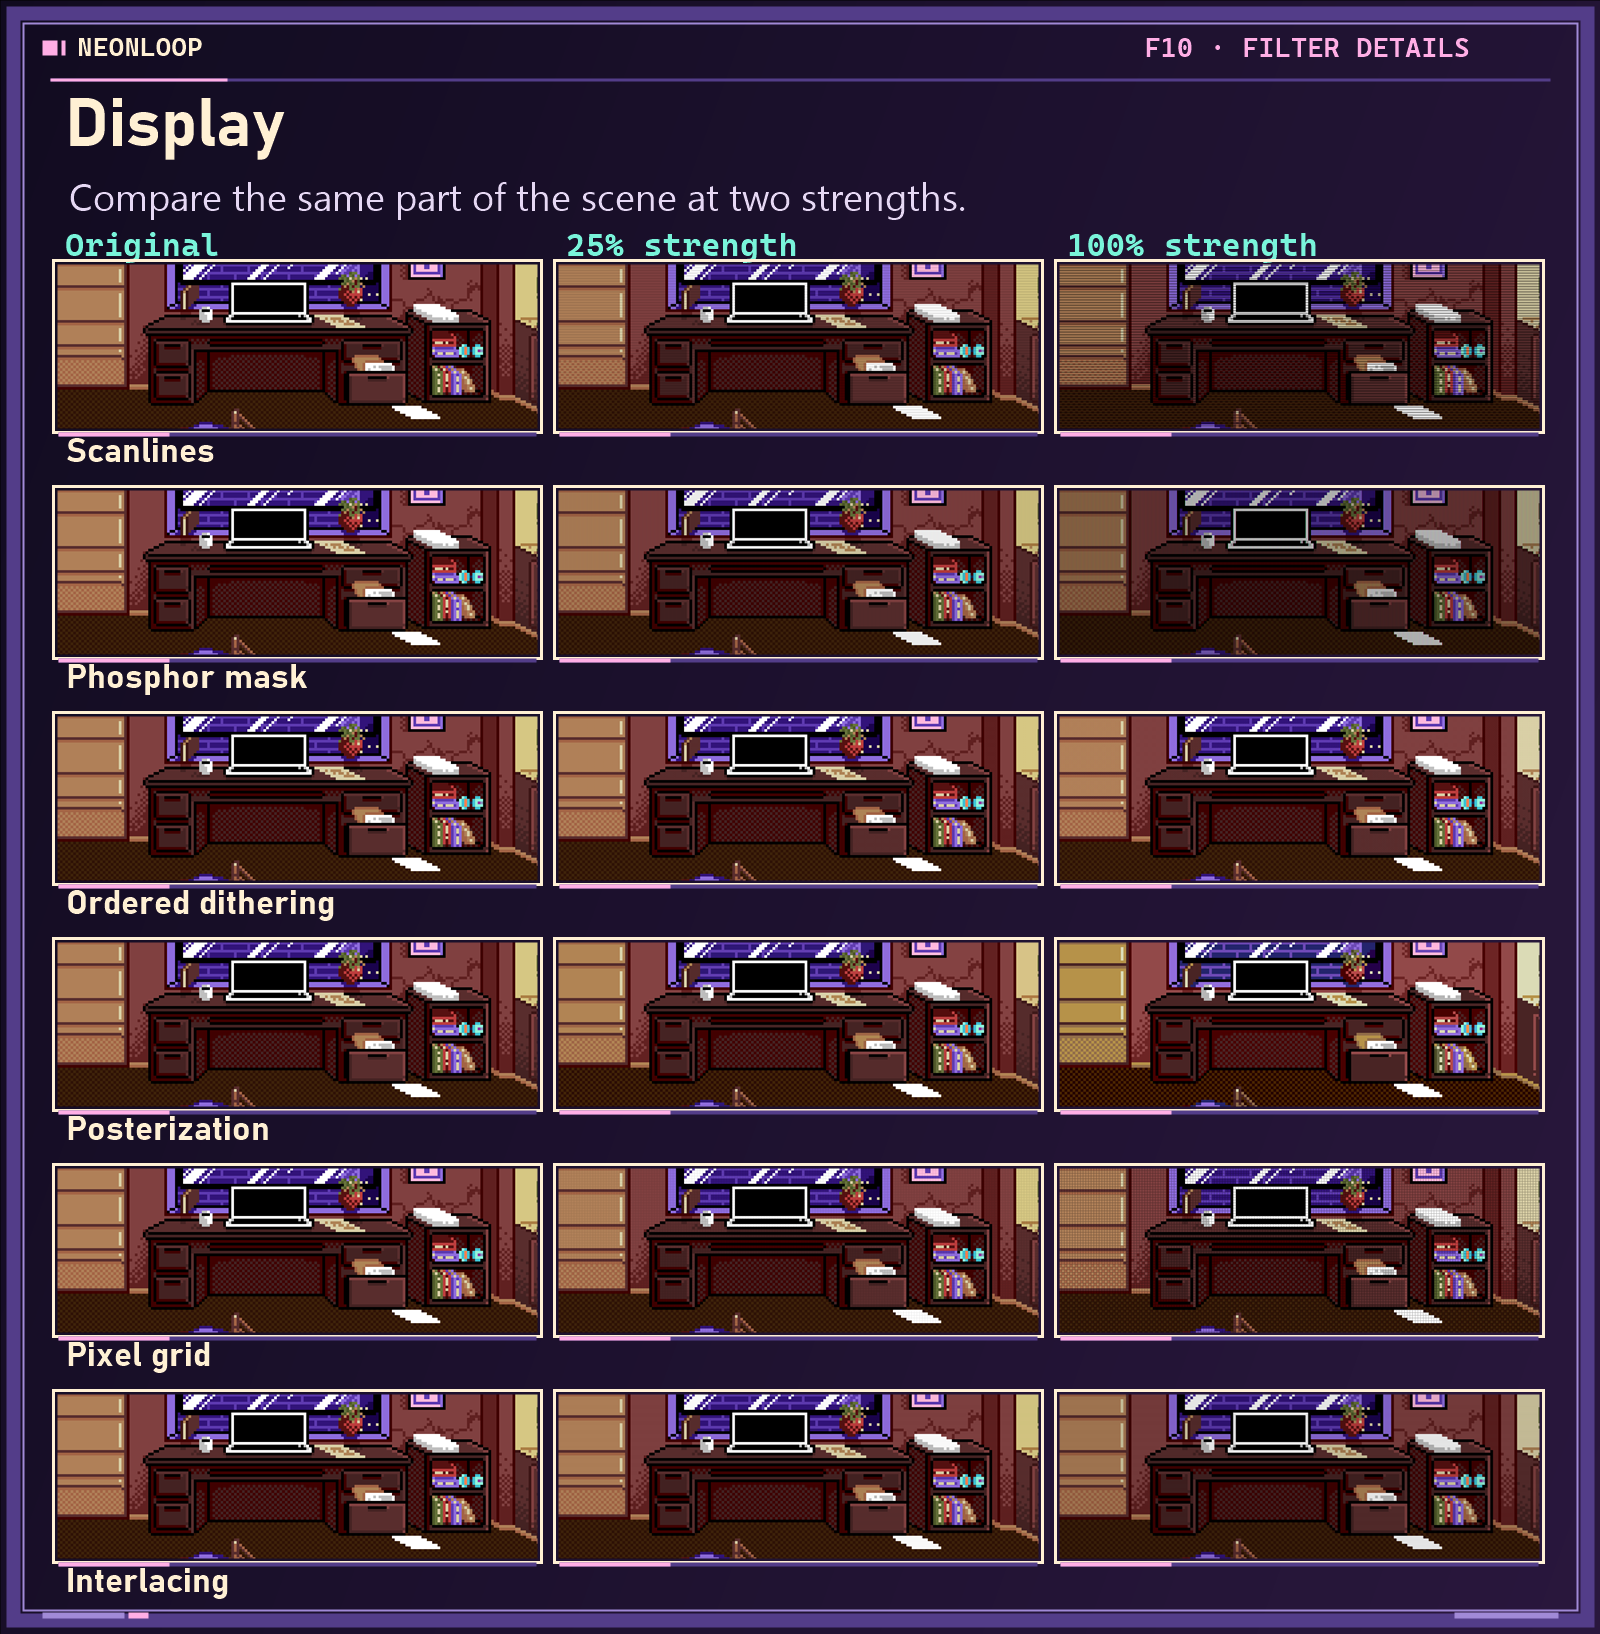 NEONLOOP
F10 · FILTER DETAILS
Display
Compare the same part of the scene at two strengths.
Original
25% strength
100% strength
Scanlines
Phosphor mask
Ordered dithering
Posterization
Pixel grid
Interlacing